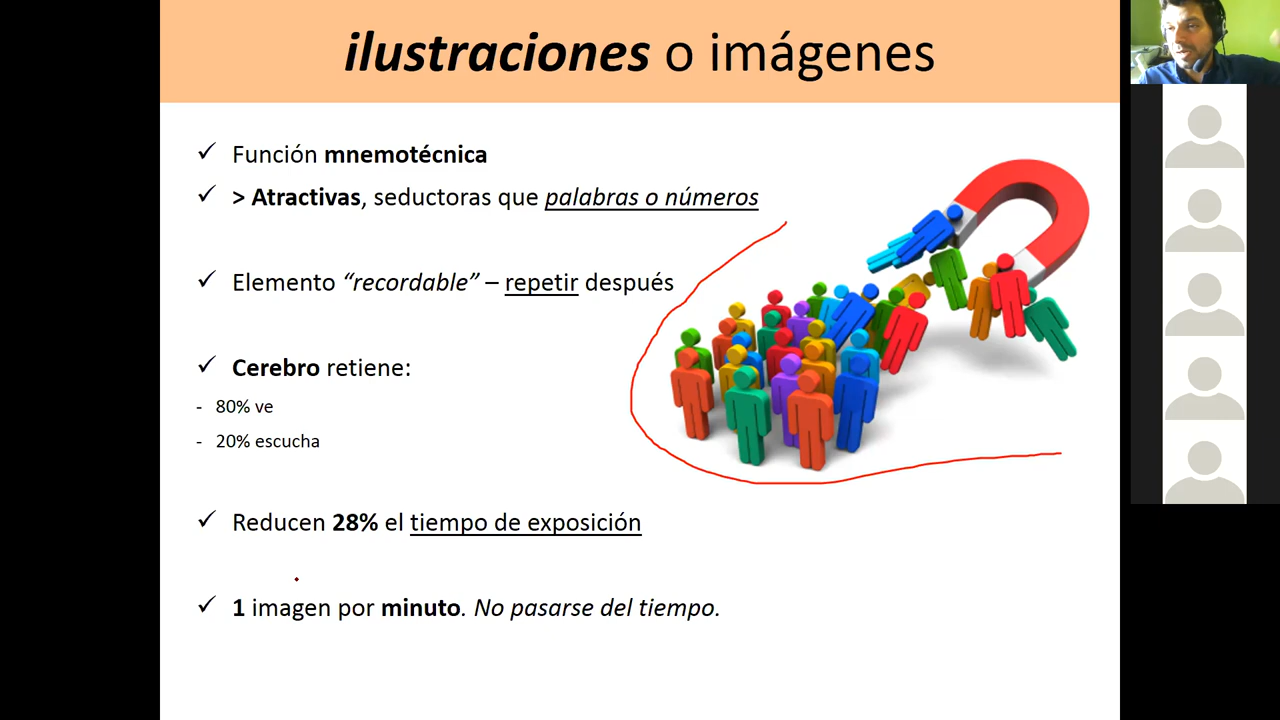 ilustraciones o imágenes
✓ Función mnemotécnica
✓ > Atractivas, seductoras que palabras o números
✓ Elemento “recordable” – repetir después
✓ Cerebro retiene:
- 80% ve
- 20% escucha
✓ Reducen 28% el tiempo de exposición
✓ 1 imagen por minuto. No pasarse del tiempo.